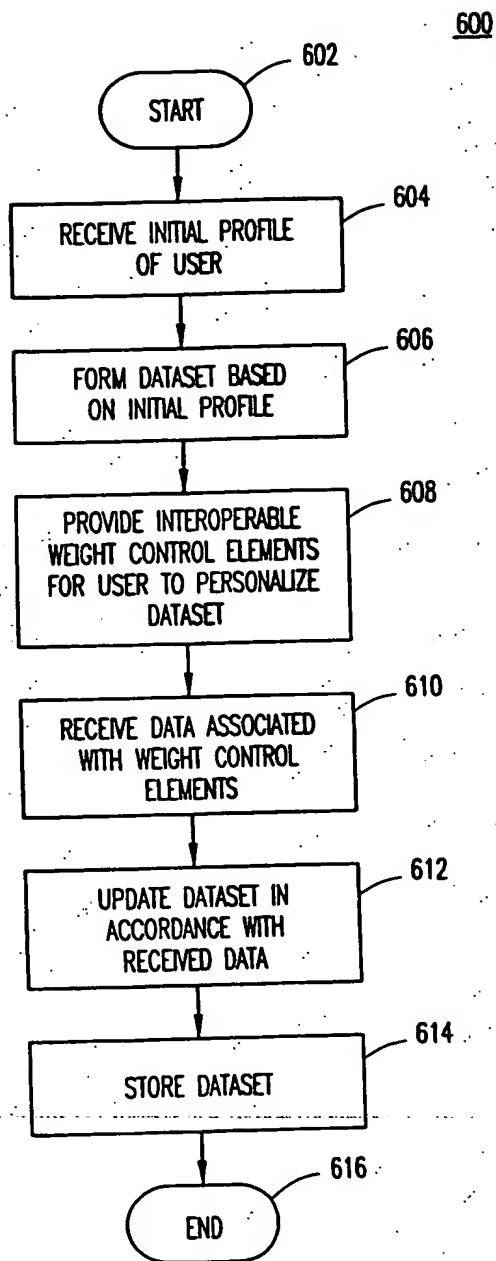 600
602
START
604
RECEIVE INITIAL PROFILE
OF USER
606
FORM DATASET BASED
ON INITIAL PROFILE
608
PROVIDE INTEROPERABLE
WEIGHT CONTROL ELEMENTS
FOR USER TO PERSONALIZE
DATASET
610
RECEIVE DATA ASSOCIATED
WITH WEIGHT CONTROL
ELEMENTS
612
UPDATE DATASET IN
ACCORDANCE WITH
RECEIVED DATA
614
STORE DATASET
616
END